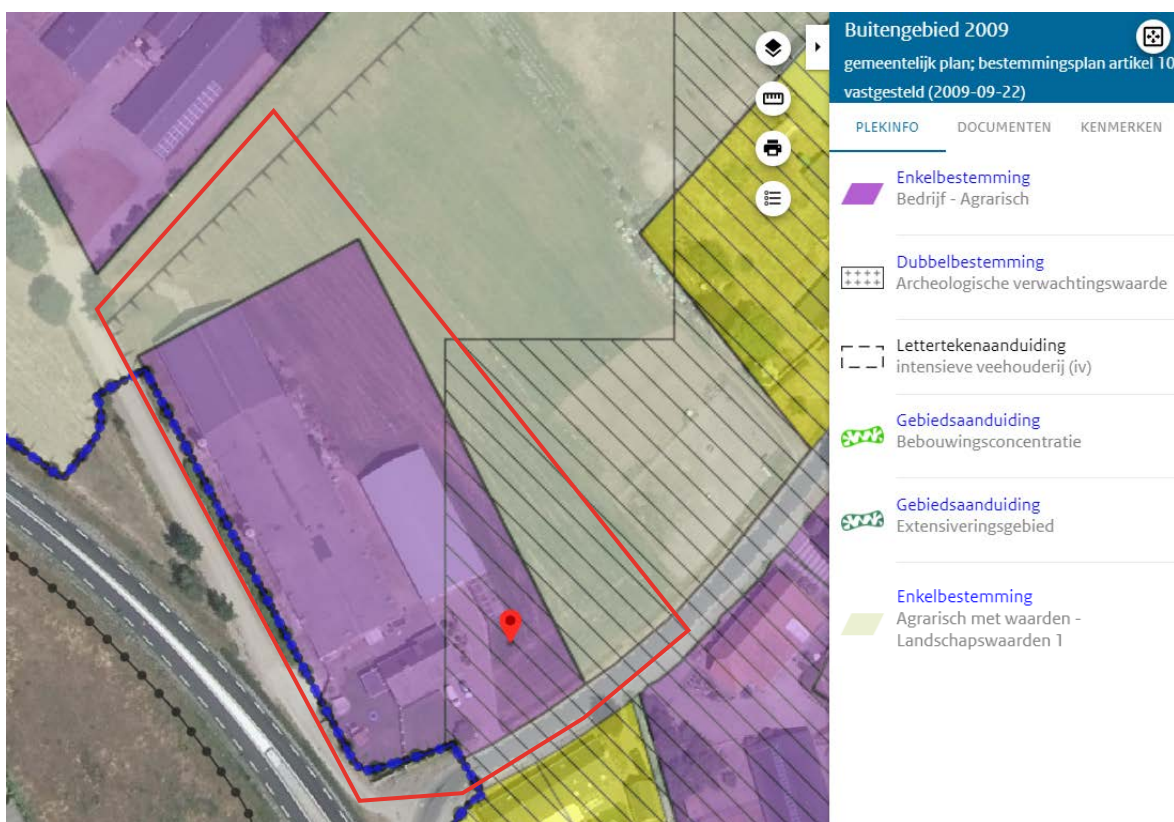 Buitengebied 2009
gemeentelijk plan; bestemmingsplan artikel 10
vastgesteld (2009-09-22)
PLEKINFO DOCUMENTEN KENMERKEN
Enkelbestemming
Bedrijf - Agrarisch
Dubbelbestemming
Archeologische verwachtingswaarde
Lettertekenaanduiding
intensieve veehouderij (iv)
Gebiedsaanduiding
Bebouwingsconcentratie
Gebiedsaanduiding
Extensiveringsgebied
Enkelbestemming
Agrarisch met waarden -
Landschapswaarden 1